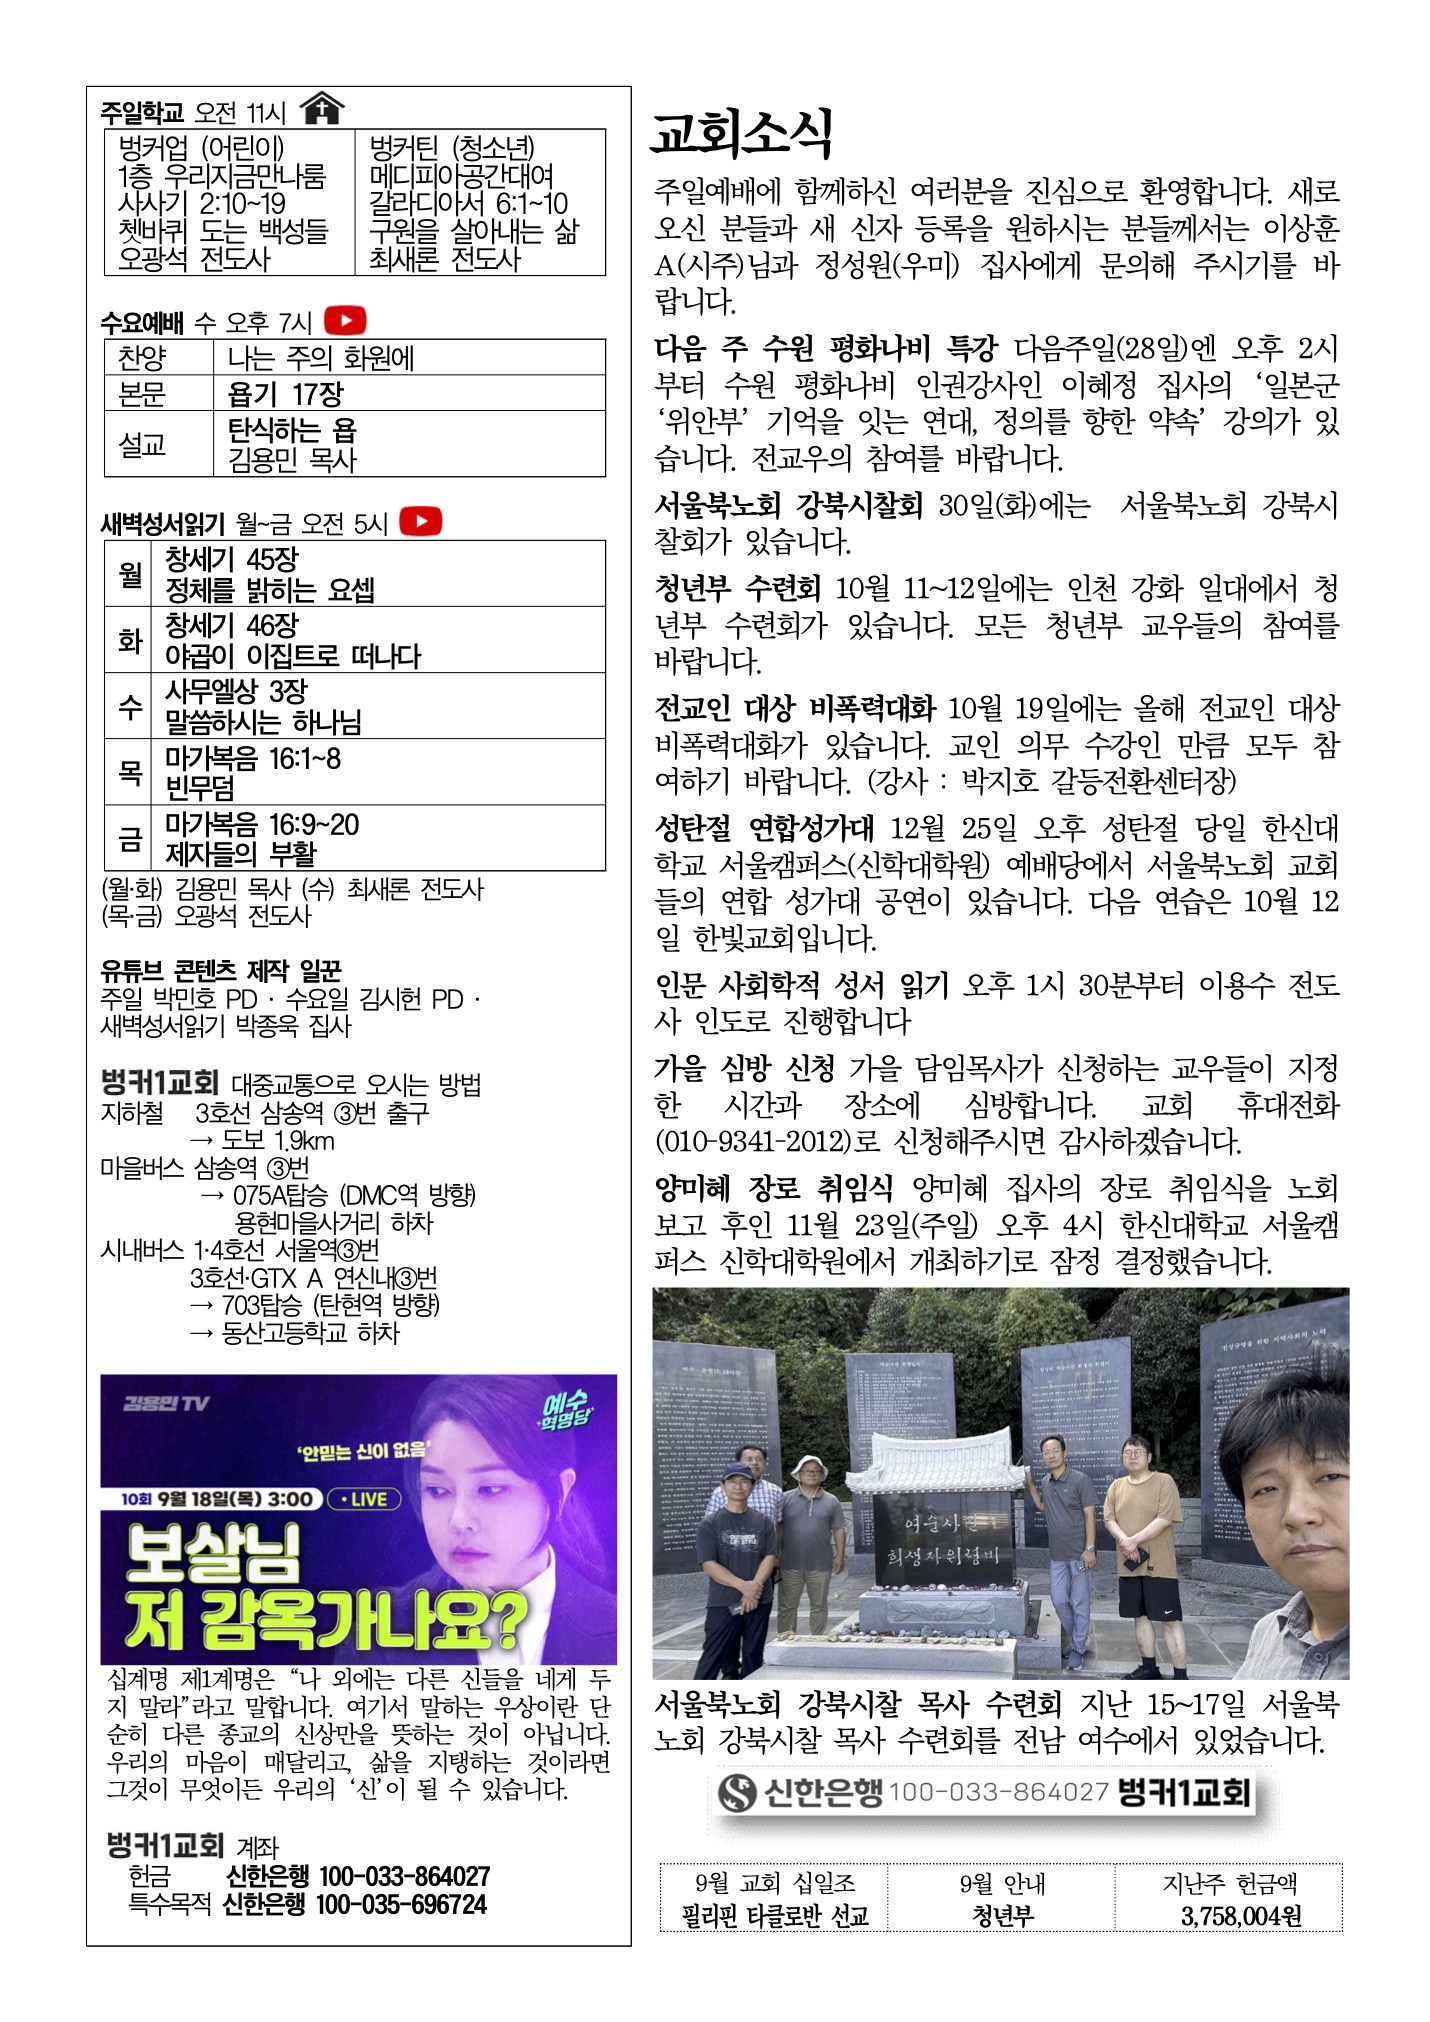 주일학교 오전 11시
벙커업 (어린이)
1층 우리지금만나룸
사사기 2:10~19
쳇바퀴 도는 백성들
오광석 전도사
벙커틴 (청소년)
메디피아공간대여
갈라디아서 6:1~10
구원을 살아내는 삶
최새론 전도사
수요예배 수 오후 7시
찬양 나는 주의 화원에
본문 욥기 17장
설교 탄식하는 욥
김용민 목사
새벽성서읽기 월~금 오전 5시
월 창세기 45장
정체를 밝히는 요셉
화 창세기 46장
야곱이 이집트로 떠나다
수 사무엘상 3장
말씀하시는 하나님
목 마가복음 16:1~8
빈무덤
금 마가복음 16:9~20
제자들의 부활
(월·화) 김용민 목사 (수) 최새론 전도사
(목·금) 오광석 전도사
유튜브 콘텐츠 제작 일꾼
주일 박민호 PD · 수요일 김시헌 PD ·
새벽성서읽기 박종욱 집사
벙커1교회 대중교통으로 오시는 방법
지하철 3호선 삼송역 ③번 출구
→ 도보 1.9km
마을버스 삼송역 ③번
→ 075A탑승 (DMC역 방향)
용현마을사거리 하차
시내버스 1·4호선 서울역③번
3호선·GTX A 연신내③번
→ 703탑승 (탄현역 방향)
→ 동산고등학교 하차
김용민TV
예수
혁명당
'안믿는 신이 없음'
10회 9월 18일(목) 3:00 • LIVE
보살님
저 감옥가나요?
십계명 제1계명은 “나 외에는 다른 신들을 네게 두
지 말라”라고 말합니다. 여기서 말하는 우상이란 단
순히 다른 종교의 신상만을 뜻하는 것이 아닙니다.
우리의 마음이 매달리고, 삶을 지탱하는 것이라면
그것이 무엇이든 우리의 ‘신’이 될 수 있습니다.
벙커1교회 계좌
헌금 신한은행 100-033-864027
특수목적 신한은행 100-035-696724
교회소식
주일예배에 함께하신 여러분을 진심으로 환영합니다. 새로
오신 분들과 새 신자 등록을 원하시는 분들께서는 이상훈
A(시주)님과 정성원(우미) 집사에게 문의해 주시기를 바
랍니다.
다음 주 수원 평화나비 특강 다음주일(28일)엔 오후 2시
부터 수원 평화나비 인권강사인 이혜정 집사의 ‘일본군
‘위안부’ 기억을 잇는 연대, 정의를 향한 약속’ 강의가 있
습니다. 전교우의 참여를 바랍니다.
서울북노회 강북시찰회 30일(화)에는 서울북노회 강북시
찰회가 있습니다.
청년부 수련회 10월 11~12일에는 인천 강화 일대에서 청
년부 수련회가 있습니다. 모든 청년부 교우들의 참여를
바랍니다.
전교인 대상 비폭력대화 10월 19일에는 올해 전교인 대상
비폭력대화가 있습니다. 교인 의무 수강인 만큼 모두 참
여하기 바랍니다. (강사 : 박지호 갈등전환센터장)
성탄절 연합성가대 12월 25일 오후 성탄절 당일 한신대
학교 서울캠퍼스(신학대학원) 예배당에서 서울북노회 교회
들의 연합 성가대 공연이 있습니다. 다음 연습은 10월 12
일 한빛교회입니다.
인문 사회학적 성서 읽기 오후 1시 30분부터 이용수 전도
사 인도로 진행합니다
가을 심방 신청 가을 담임목사가 신청하는 교우들이 지정
한 시간과 장소에 심방합니다. 교회 휴대전화
(010-9341-2012)로 신청해주시면 감사하겠습니다.
양미혜 장로 취임식 양미혜 집사의 장로 취임식을 노회
보고 후인 11월 23일(주일) 오후 4시 한신대학교 서울캠
퍼스 신학대학원에서 개최하기로 잠정 결정했습니다.
여순사건
희생자위령비
서울북노회 강북시찰 목사 수련회 지난 15~17일 서울북
노회 강북시찰 목사 수련회를 전남 여수에서 있었습니다.
신한은행 100-033-864027 벙커1교회
9월 교회 십일조
필리핀 타클로반 선교
9월 안내
청년부
지난주 헌금액
3,758,004원